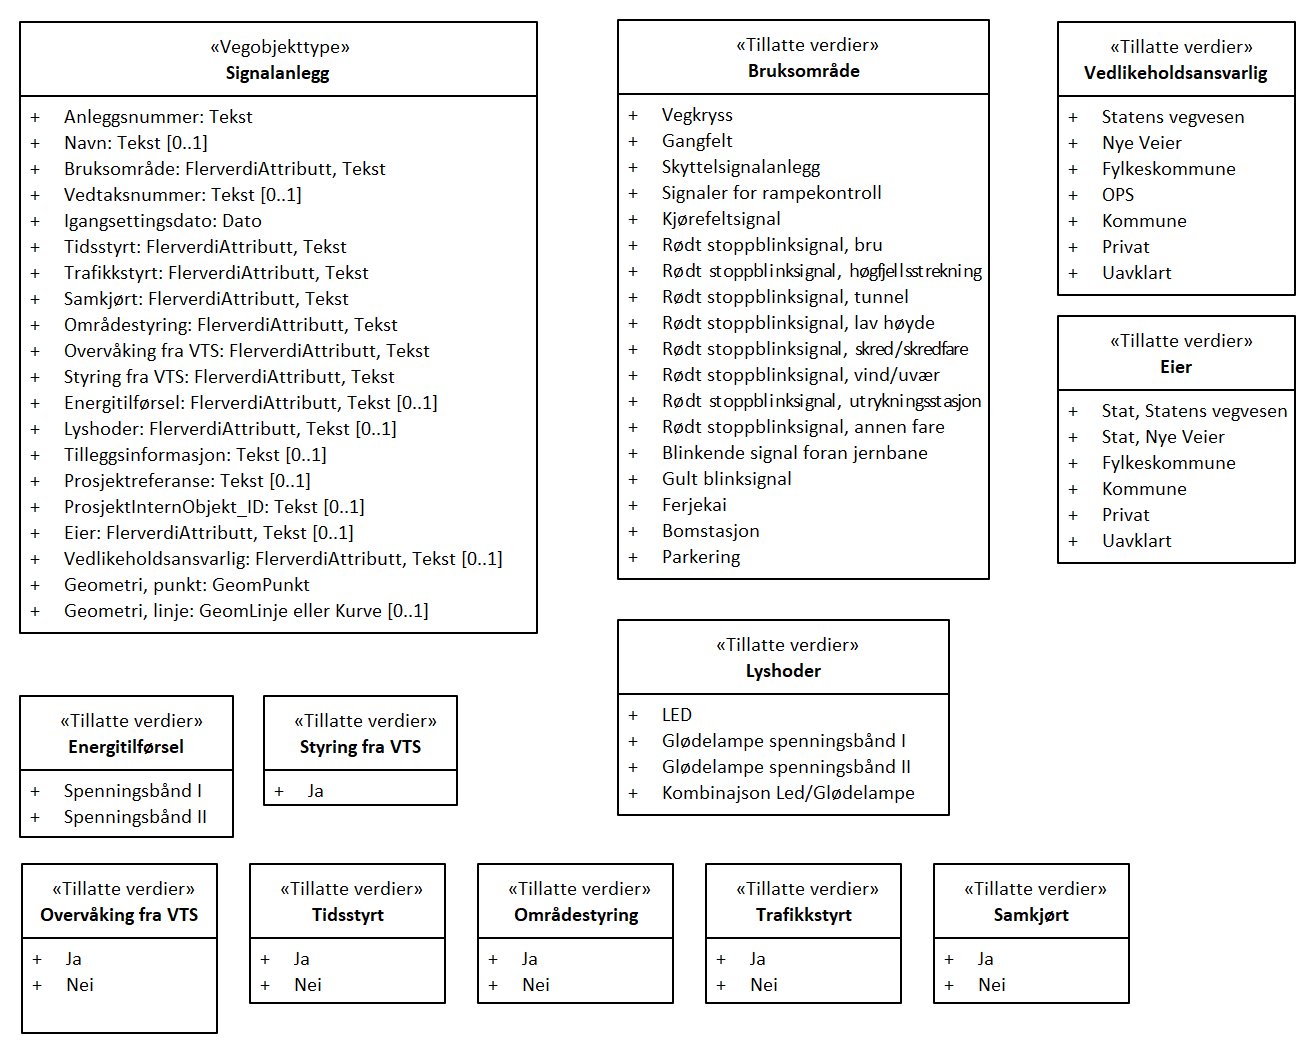 «Vegobjekttype»
Signalanlegg
+ Anleggsnummer: Tekst
+ Navn: Tekst [0..1]
+ Bruksområde: FlerverdiAttributt, Tekst
+ Vedtaksnummer: Tekst [0..1]
+ Igangsettingsdato: Dato
+ Tidsstyrt: FlerverdiAttributt, Tekst
+ Trafikkstyrt: FlerverdiAttributt, Tekst
+ Samkjørt: FlerverdiAttributt, Tekst
+ Områdestyring: FlerverdiAttributt, Tekst
+ Overvåking fra VTS: FlerverdiAttributt, Tekst
+ Styring fra VTS: FlerverdiAttributt, Tekst
+ Energitilførsel: FlerverdiAttributt, Tekst [0..1]
+ Lyshoder: FlerverdiAttributt, Tekst [0..1]
+ Tilleggsinformasjon: Tekst [0..1]
+ Prosjektreferanse: Tekst [0..1]
+ ProsjektInternObjekt_ID: Tekst [0..1]
+ Eier: FlerverdiAttributt, Tekst [0..1]
+ Vedlikeholdsansvarlig: FlerverdiAttributt, Tekst [0..1]
+ Geometri, punkt: GeomPunkt
+ Geometri, linje: GeomLinje eller Kurve [0..1]
«Tillatte verdier»
Bruksområde
+ Vegkryss
+ Gangfelt
+ Skyttelsignalanlegg
+ Signaler for rampekontroll
+ Kjørefeltsignal
+ Rødt stoppblinksignal, bru
+ Rødt stoppblinksignal, høgfjellsstrekning
+ Rødt stoppblinksignal, tunnel
+ Rødt stoppblinksignal, lav høyde
+ Rødt stoppblinksignal, skred/skredfare
+ Rødt stoppblinksignal, vind/uvær
+ Rødt stoppblinksignal, utrykningsstasjon
+ Rødt stoppblinksignal, annen fare
+ Blinkende signal foran jernbane
+ Gult blinksignal
+ Ferjekai
+ Bomstasjon
+ Parkering
«Tillatte verdier»
Vedlikeholdsansvarlig
+ Statens vegvesen
+ Nye Veier
+ Fylkeskommune
+ OPS
+ Kommune
+ Privat
+ Uavklart
«Tillatte verdier»
Eier
+ Stat, Statens vegvesen
+ Stat, Nye Veier
+ Fylkeskommune
+ Kommune
+ Privat
+ Uavklart
«Tillatte verdier»
Lyshoder
+ LED
+ Glødelampe spenningsbånd I
+ Glødelampe spenningsbånd II
+ Kombinajson Led/Glødelampe
«Tillatte verdier»
Energitilførsel
+ Spenningsbånd I
+ Spenningsbånd II
«Tillatte verdier»
Styring fra VTS
+ Ja
«Tillatte verdier»
Overvåking fra VTS
+ Ja
+ Nei
«Tillatte verdier»
Tidsstyrt
+ Ja
+ Nei
«Tillatte verdier»
Områdestyring
+ Ja
+ Nei
«Tillatte verdier»
Trafikkstyrt
+ Ja
+ Nei
«Tillatte verdier»
Samkjørt
+ Ja
+ Nei